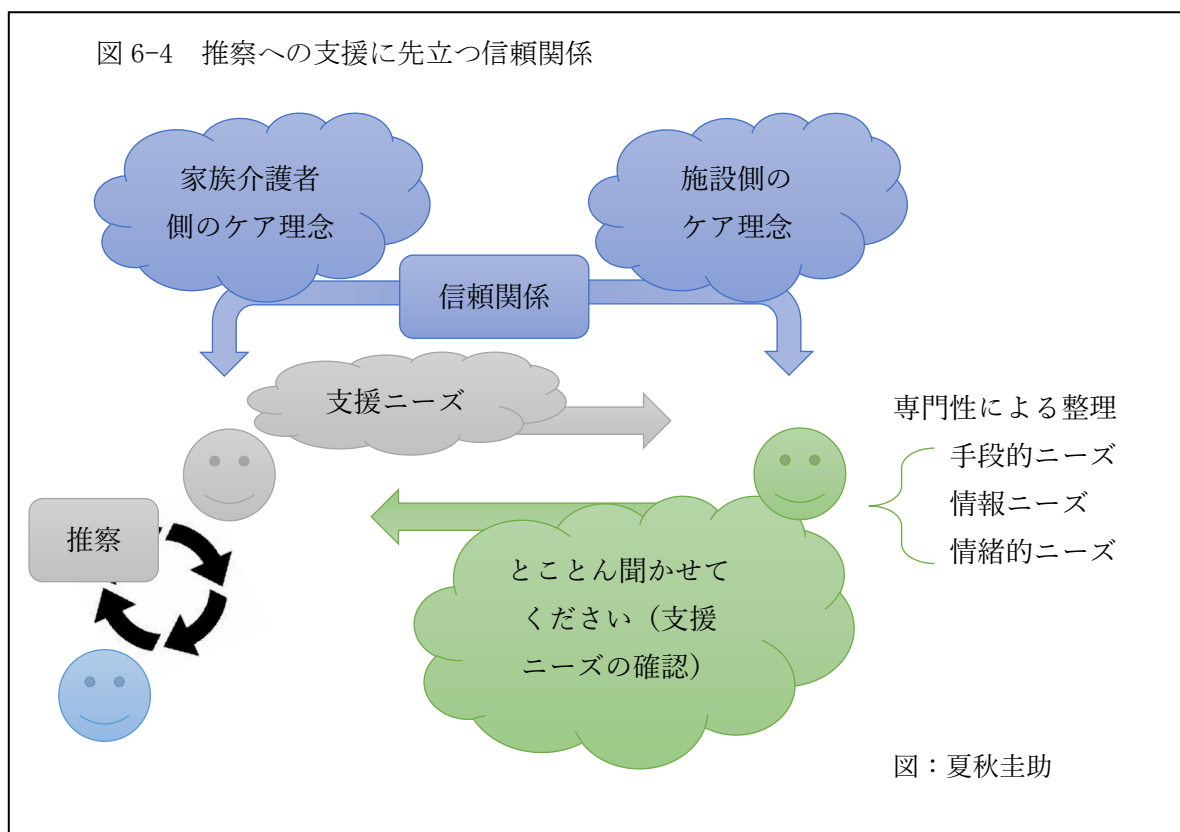 図 6-4　推察への支援に先立つ信頼関係
家族介護者
側のケア理念
施設側の
ケア理念
信頼関係
支援ニーズ
専門性による整理
手段的ニーズ
情報ニーズ
情緒的ニーズ
推察
とことん聞かせて
ください（支援
ニーズの確認）
図：夏秋圭助